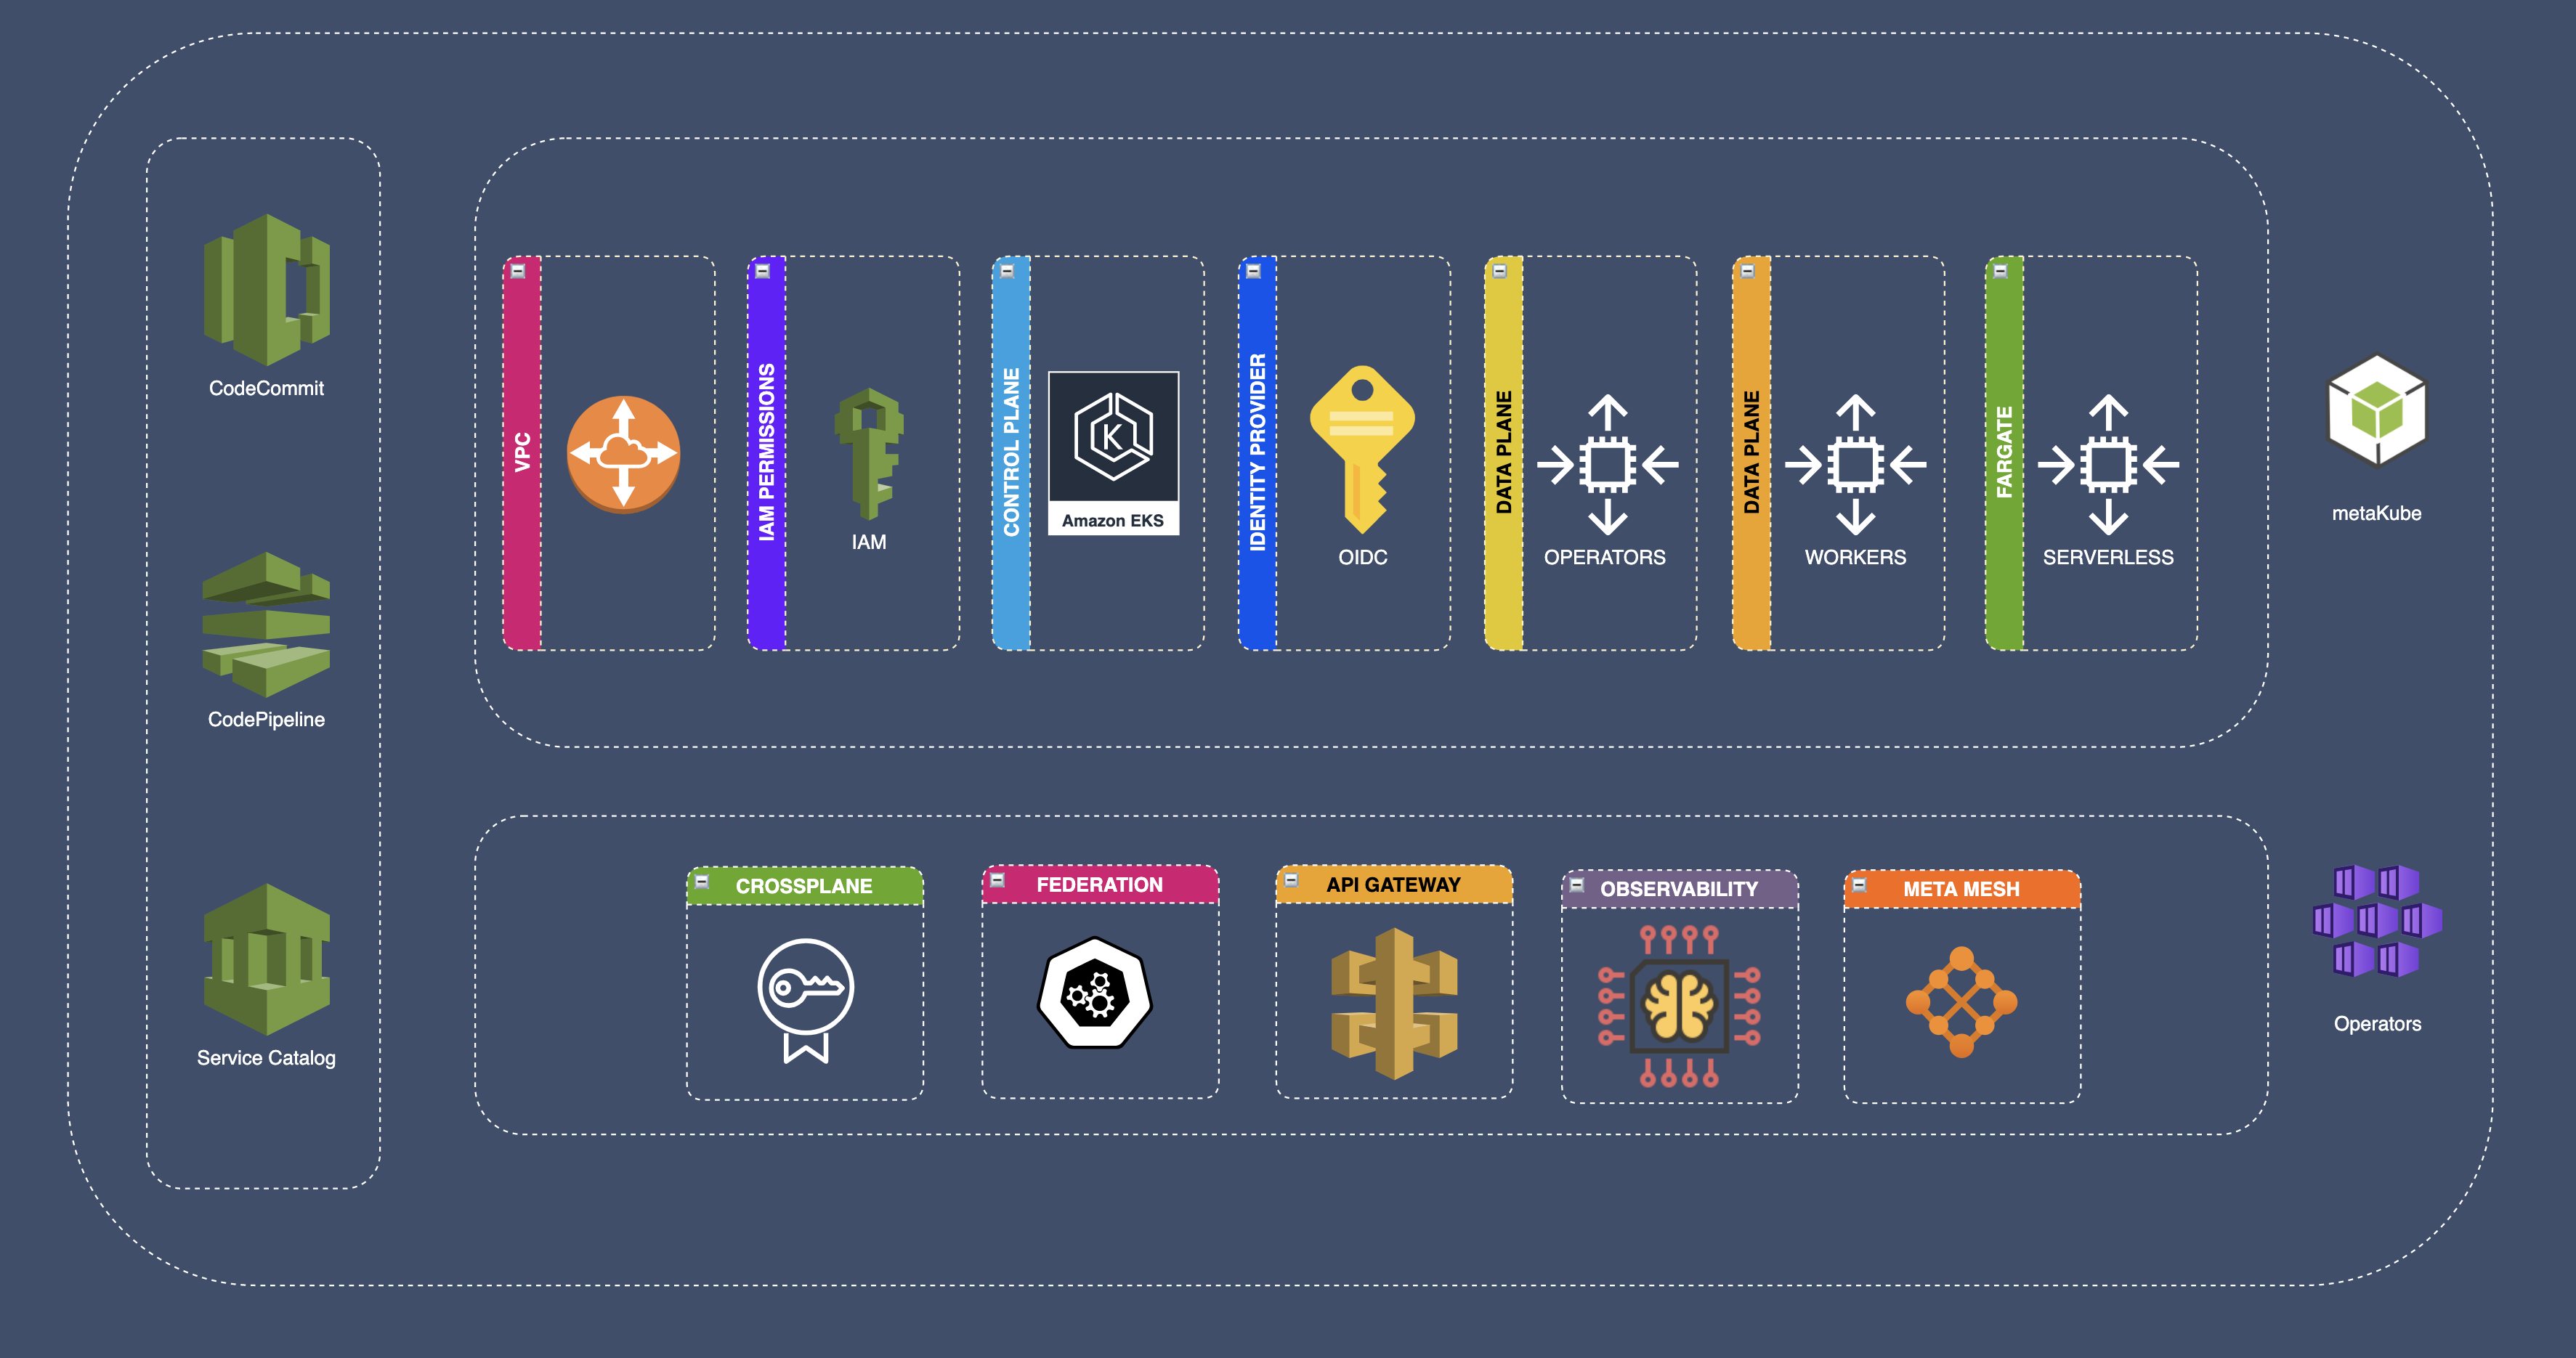 CodeCommit
CodePipeline
Service Catalog
VPC
IAM PERMISSIONS
IAM
CONTROL PLANE
K
Amazon EKS
IDENTITY PROVIDER
OIDC
DATA PLANE
OPERATORS
DATA PLANE
WORKERS
FARGATE
SERVERLESS
metaKube
CROSSPLANE
FEDERATION
API GATEWAY
OBSERVABILITY
META MESH
Operators